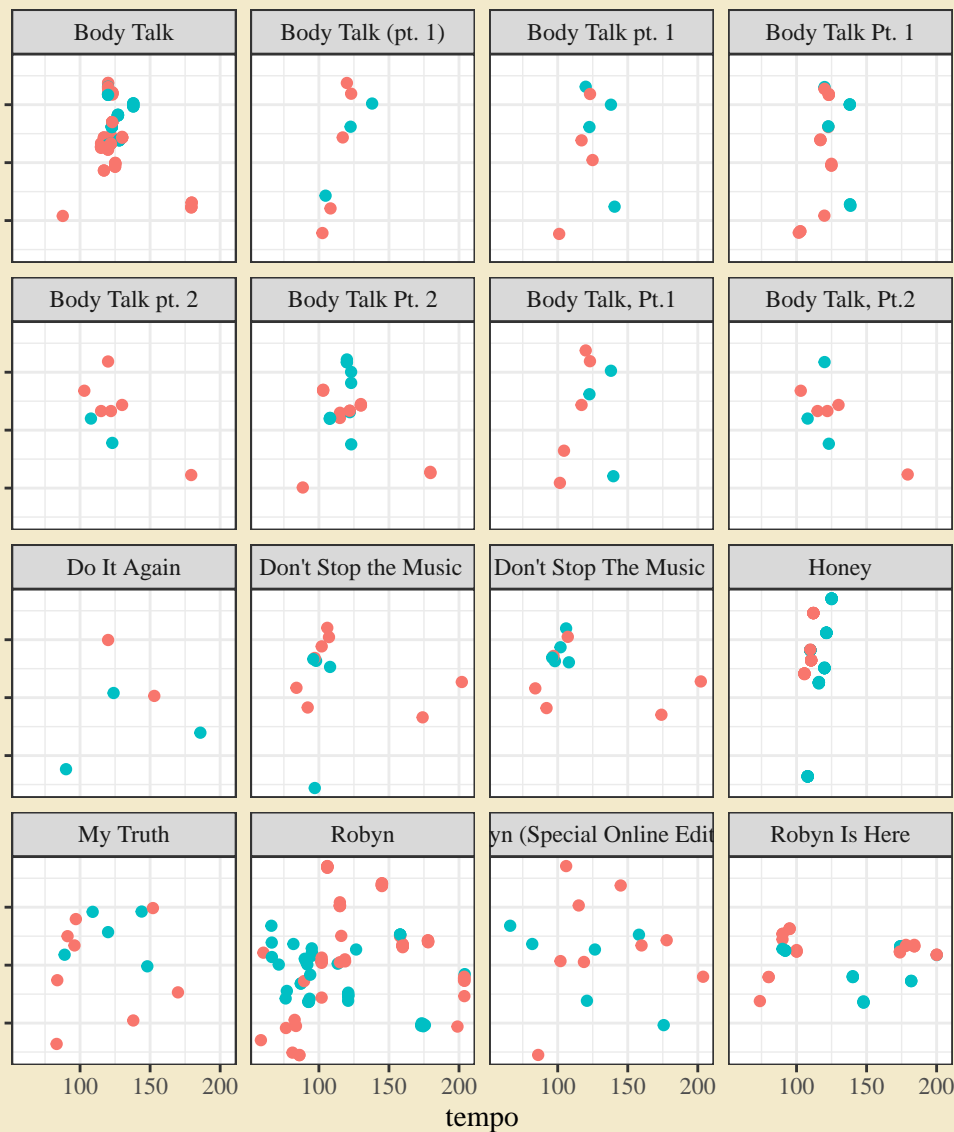 Body Talk
Body Talk (pt. 1)
Body Talk pt. 1
Body Talk Pt. 1
Body Talk pt. 2
Body Talk Pt. 2
Body Talk, Pt.1
Body Talk, Pt.2
Do It Again
Don't Stop the Music
Don't Stop The Music
Honey
My Truth
Robyn
yn (Special Online Edit
Robyn Is Here
100 150 200 100 150 200 100 150 200 100 150 200
tempo